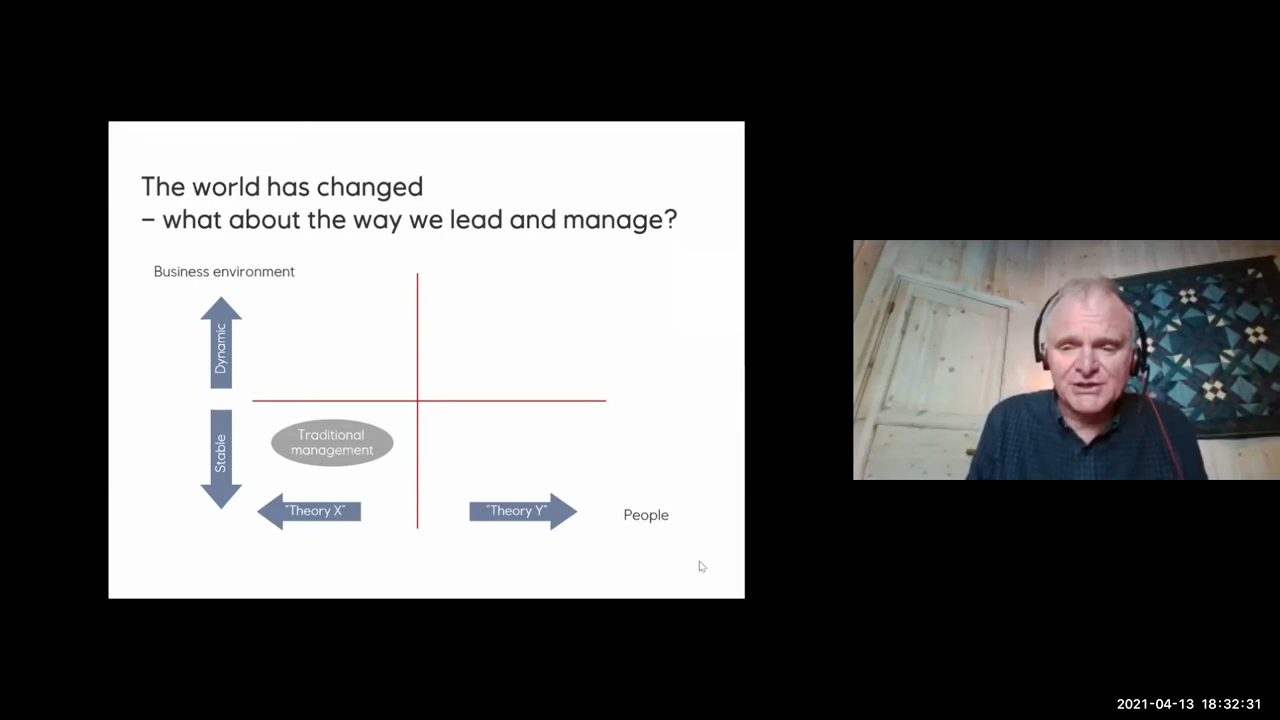 The world has changed
– what about the way we lead and manage?
Business environment
Dynamic
Stable
Traditional
management
"Theory X"
"Theory Y"
People
2021-04-13 18:32:31